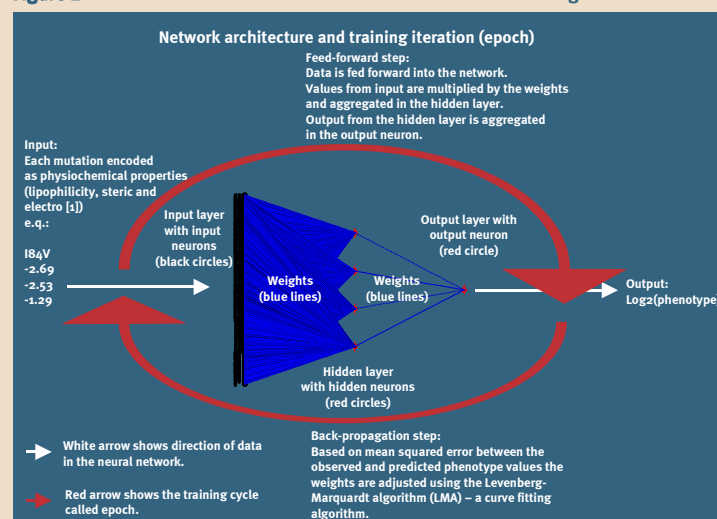 Network architecture and training iteration (epoch)
Feed-forward step:
Data is fed forward into the network.
Values from input are multiplied by the weights
and aggregated in the hidden layer.
Output from the hidden layer is aggregated
in the output neuron.
Input:
Each mutation encoded
as physiochemical properties
(lipophilicity, steric and
electro [1])
e.q.:
I84V
-2.69
-2.53
-1.29
Input layer
with input
neurons
(black circles)
Weights
(blue lines)
Weights
(blue lines)
Output layer with
output neuron
(red circle)
Output:
Log2(phenotype)
Hidden layer
with hidden neurons
(red circles)
White arrow shows direction of data
in the neural network.
Red arrow shows the training cycle
called epoch.
Back-propagation step:
Based on mean squared error between the
observed and predicted phenotype values the
weights are adjusted using the Levenberg-
Marquardt algorithm (LMA) – a curve fitting
algorithm.